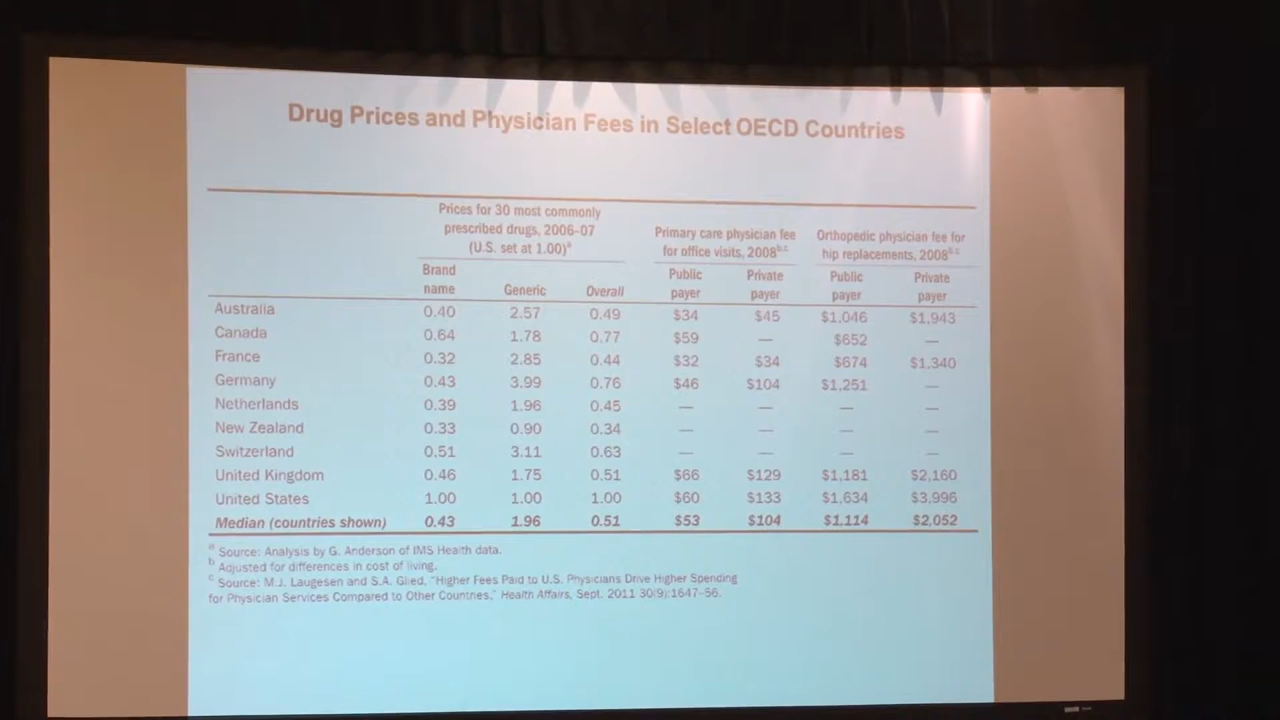 Drug Prices and Physician Fees in Select OECD Countries
Prices for 30 most commonly
prescribed drugs, 2006–07
(U.S. set at 1.00)ᵃ
Primary care physician fee
for office visits, 2008ᵇ,ᶜ
Orthopedic physician fee for
hip replacements, 2008ᵇ,ᶜ
Brand name Generic Overall Public payer Private payer Public payer Private payer
Australia 0.40 2.57 0.49 $34 $45 $1,046 $1,943
Canada 0.64 1.78 0.77 $59 — $652 —
France 0.32 2.85 0.44 $32 $34 $674 $1,340
Germany 0.43 3.99 0.76 $46 $104 $1,251 —
Netherlands 0.39 1.96 0.45 — — — —
New Zealand 0.33 0.90 0.34 — — — —
Switzerland 0.51 3.11 0.63 — — — —
United Kingdom 0.46 1.75 0.51 $66 $129 $1,181 $2,160
United States 1.00 1.00 1.00 $60 $133 $1,634 $3,996
Median (countries shown) 0.43 1.96 0.51 $53 $104 $1,114 $2,052
ᵃ Source: Analysis by G. Anderson of IMS Health data.
ᵇ Adjusted for differences in cost of living.
ᶜ Source: M.J. Laugesen and S.A. Glied, "Higher Fees Paid to U.S. Physicians Drive Higher Spending
for Physician Services Compared to Other Countries," Health Affairs, Sept. 2011 30(9):1647–56.